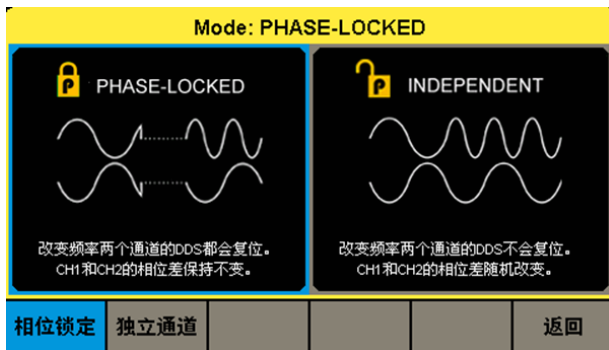 Mode: PHASE-LOCKED
P PHASE-LOCKED
P INDEPENDENT
改变频率两个通道的DDS都会复位。
CH1和CH2的相位差保持不变。
改变频率两个通道的DDS不会复位。
CH1和CH2的相位差随机改变。
相位锁定 独立通道 返回